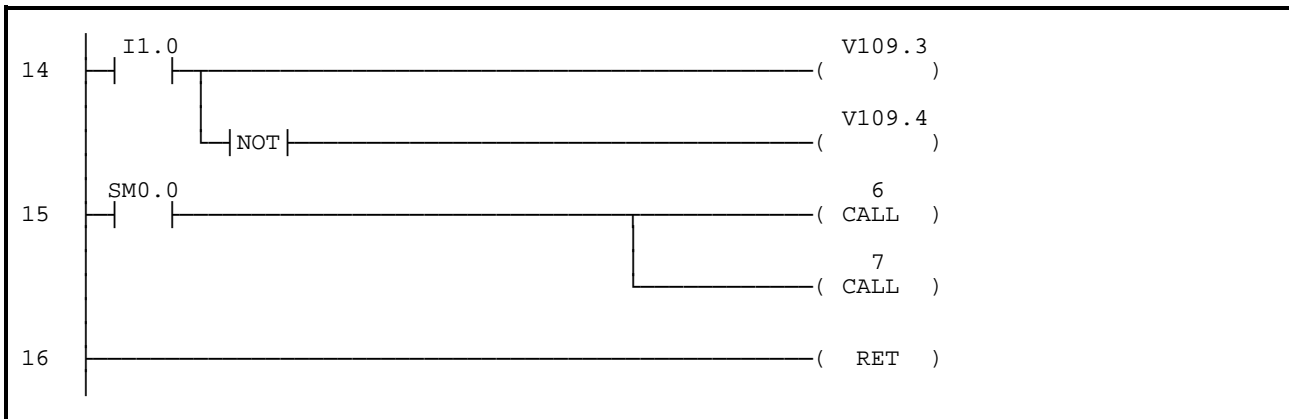 I1.0 V109.3
14 ( )
V109.4
NOT ( )
SM0.0 6
15 ( CALL )
7
( CALL )
16 ( RET )